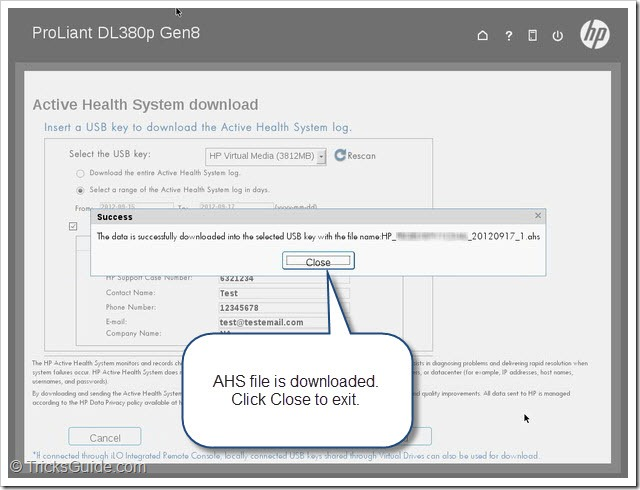 ProLiant DL380p Gen8
hp
Active Health System download
Insert a USB key to download the Active Health System log.
Select the USB key: HP Virtual Media (3812MB) Rescan
Download the entire Active Health System log.
Select a range of the Active Health System log in days.
From: 2012-09-15 To: 2012-09-17 (yyyy-mm-dd)
Success
The data is successfully downloaded into the selected USB key with the file name:HP_ _20120917_1.ahs
Close
HP Support Case Number: 6321234
Contact Name: Test
Phone Number: 12345678
E-mail: test@testemail.com
Company Name:
The HP Active Health System monitors and records ch ists in diagnosing problems and delivering rapid resolution
when system failures occur. HP Active Health System does n , or datacenter (for example, IP addresses, host names,
usernames, and passwords).
By downloading and sending the Active Health System quality improvements. All data sent to HP is managed
according to the HP Data Privacy policy available at
AHS file is downloaded.
Click Close to exit.
Cancel
© TricksGuide.com
*If connected through iLO Integrated Remote Console, locally connected USB keys shared through Virtual Drives can also be used for download.